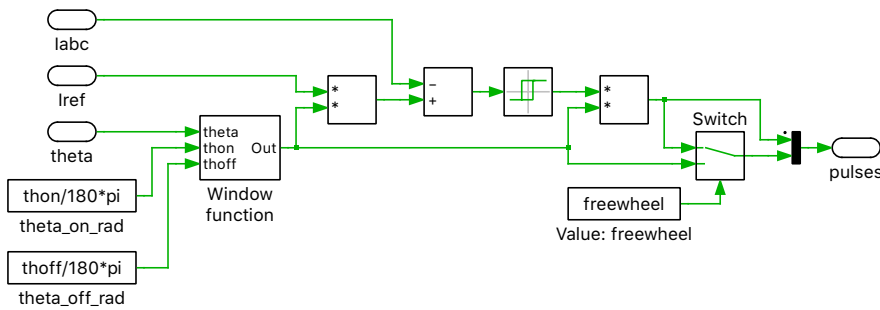 Iabc
Iref
*
*
−
+
*
*
Switch
theta
theta
thon
thoff
Out
pulses
Window
function
thon/180*pi
theta_on_rad
freewheel
Value: freewheel
thoff/180*pi
theta_off_rad